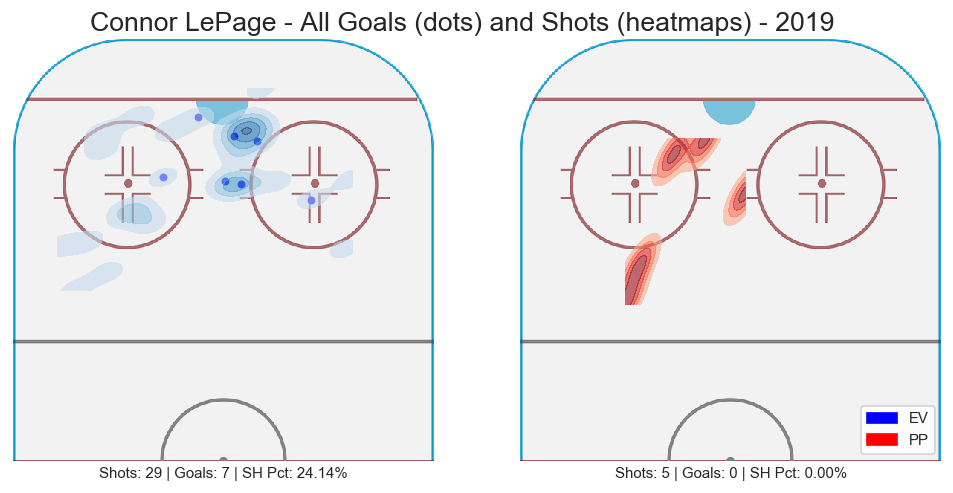 Connor LePage - All Goals (dots) and Shots (heatmaps) - 2019
EV
PP
Shots: 29 | Goals: 7 | SH Pct: 24.14%
Shots: 5 | Goals: 0 | SH Pct: 0.00%